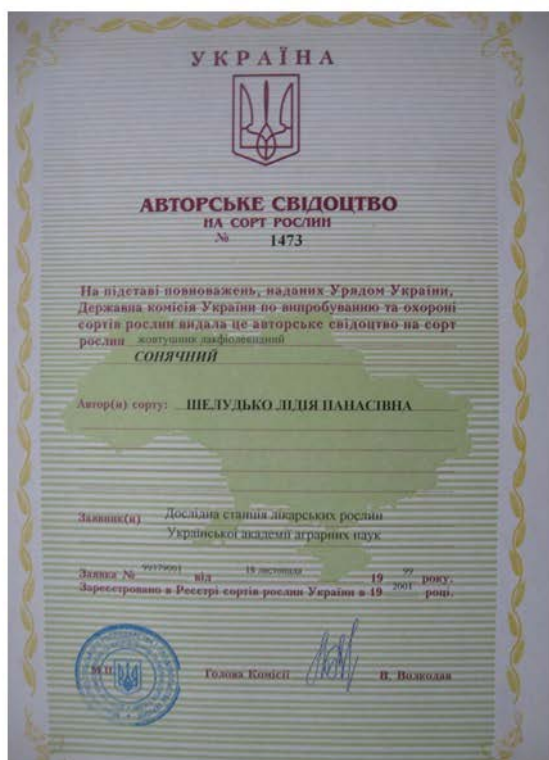 УКРАЇНА
АВТОРСЬКЕ СВІДОЦТВО
НА СОРТ РОСЛИН
№ 1473
На підставі повноважень, наданих Урядом України,
Державна комісія України по випробуванню та охороні
сортів рослин видала це авторське свідоцтво на сорт
рослин жовтушник лакфіолевидний
СОНЯЧНИЙ
Автор(и) сорту: ШЕЛУДЬКО ЛІДІЯ ПАНАСІВНА
Заявник(и) Дослідна станція лікарських рослин
Української академії аграрних наук
Заявка № 99179001 від 18 листопада 19 99 року.
Зареєстровано в Реєстрі сортів рослин України в 19 2001 році.
М.П.
Голова Комісії В. Волкодав